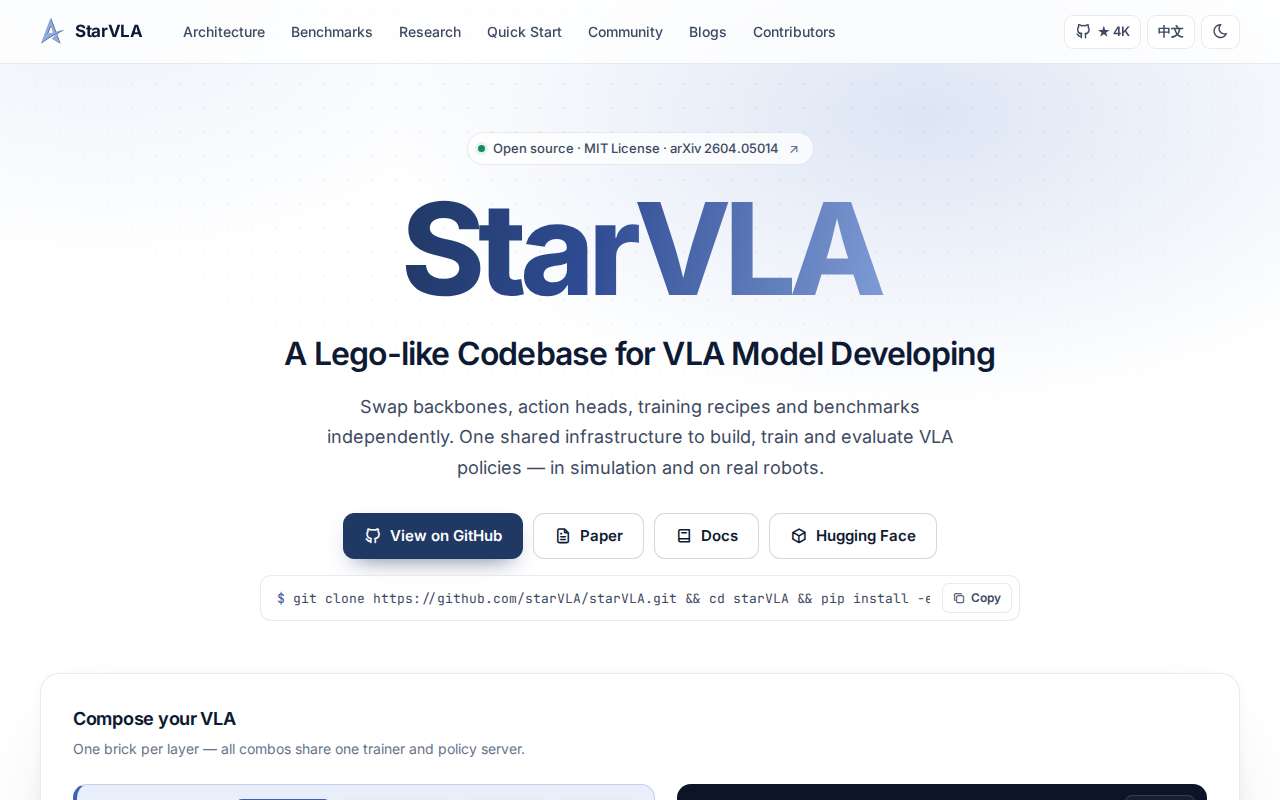 StarVLA
Architecture Benchmarks Research Quick Start Community Blogs Contributors
★ 4K
中文
Open source · MIT License · arXiv 2604.05014 ↗
StarVLA
A Lego-like Codebase for VLA Model Developing
Swap backbones, action heads, training recipes and benchmarks
independently. One shared infrastructure to build, train and evaluate VLA
policies — in simulation and on real robots.
View on GitHub
Paper
Docs
Hugging Face
$ git clone https://github.com/starVLA/starVLA.git && cd starVLA && pip install -e
Copy
Compose your VLA
One brick per layer — all combos share one trainer and policy server.